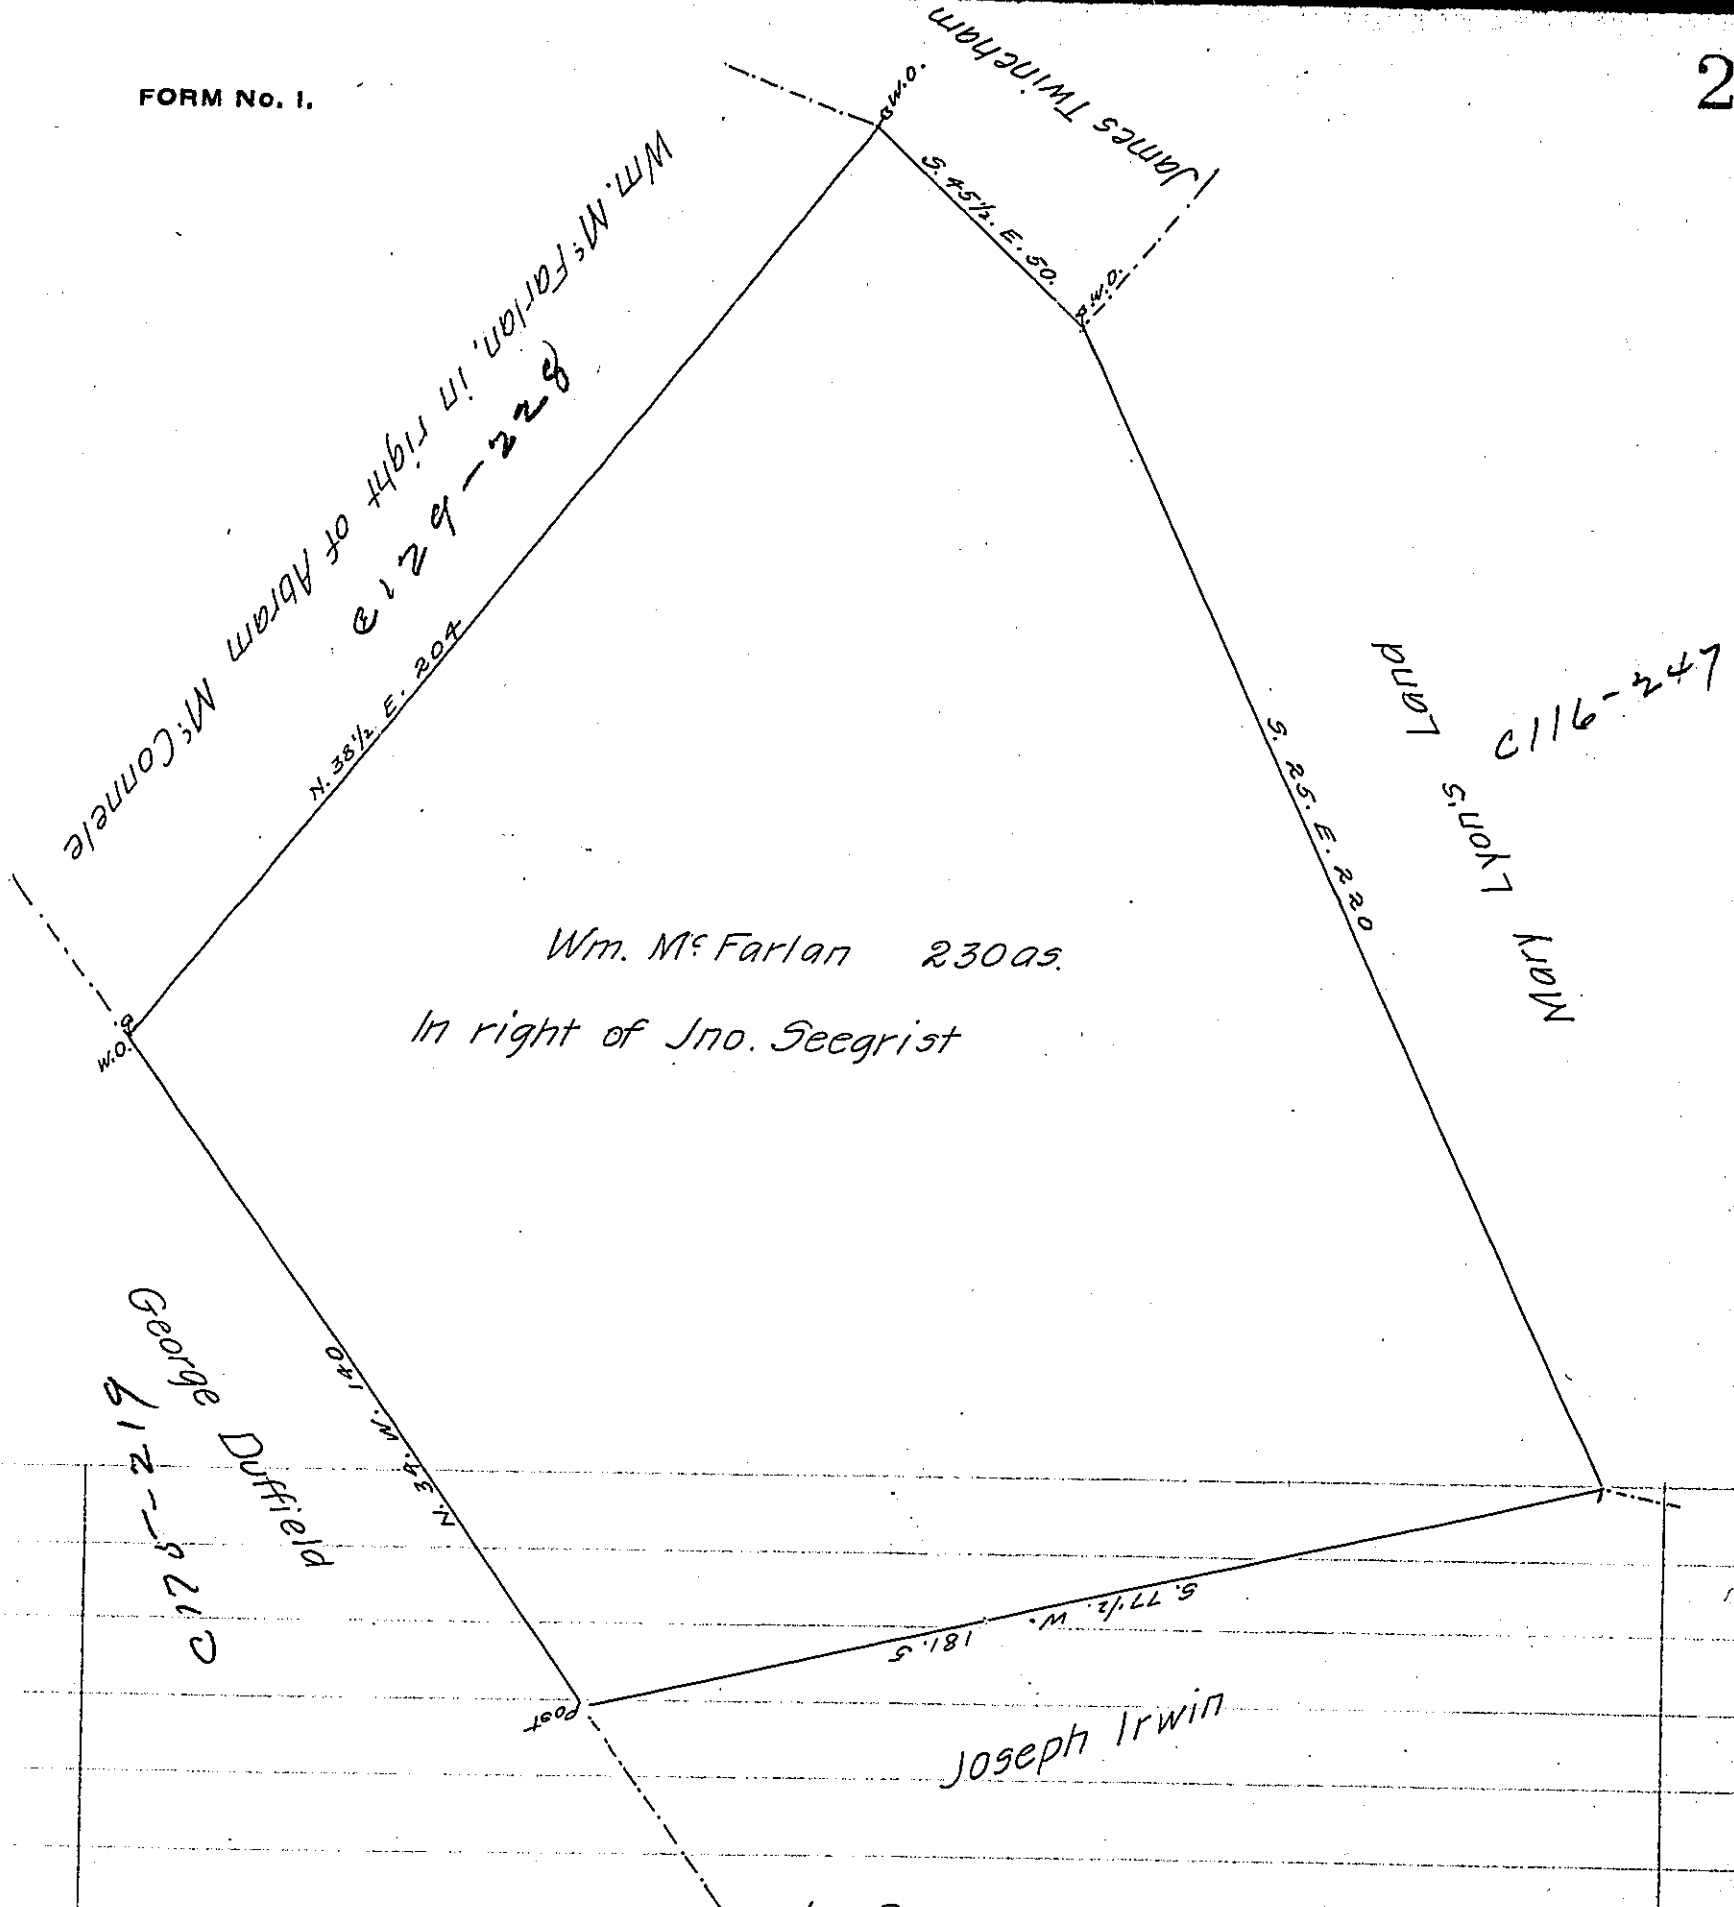 FORM No. 1.
2
James Twincham
W.O.
S. 45½. E. 50.
W.O.
Wm. McFarlan, in right of Abram McConnele
C129-228
N. 38½. E. 204
Mary Lyon's Land
C116-247
S. 25. E. 220
Wm. McFarlan 230as.
In right of Jno. Seegrist
W.O.
George Duffield
C175-219
N. 34. W. 140
S. 77½. W. 181.5
Post
Joseph Irwin